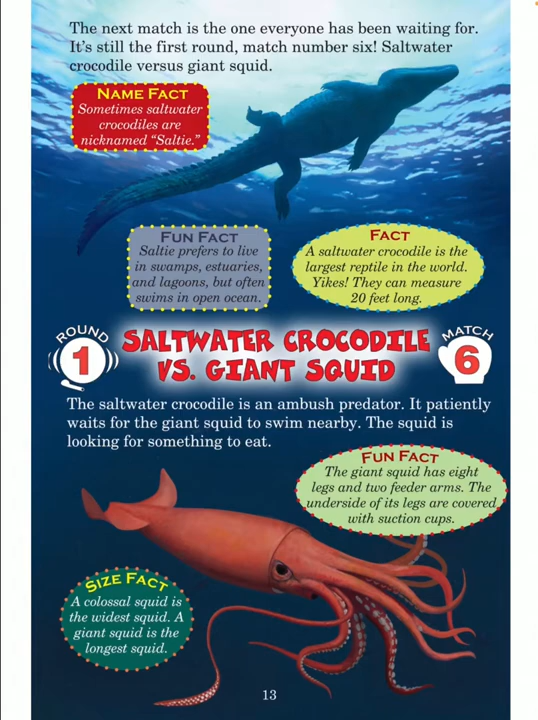 The next match is the one everyone has been waiting for.
It’s still the first round, match number six! Saltwater
crocodile versus giant squid.
NAME FACT
Sometimes saltwater
crocodiles are
nicknamed “Saltie.”
FUN FACT
Saltie prefers to live
in swamps, estuaries,
and lagoons, but often
swims in open ocean.
FACT
A saltwater crocodile is the
largest reptile in the world.
Yikes! They can measure
20 feet long.
ROUND
1
SALTWATER CROCODILE
VS. GIANT SQUID
MATCH
6
The saltwater crocodile is an ambush predator. It patiently
waits for the giant squid to swim nearby. The squid is
looking for something to eat.
FUN FACT
The giant squid has eight
legs and two feeder arms. The
underside of its legs are covered
with suction cups.
SIZE FACT
A colossal squid is
the widest squid. A
giant squid is the
longest squid.
13